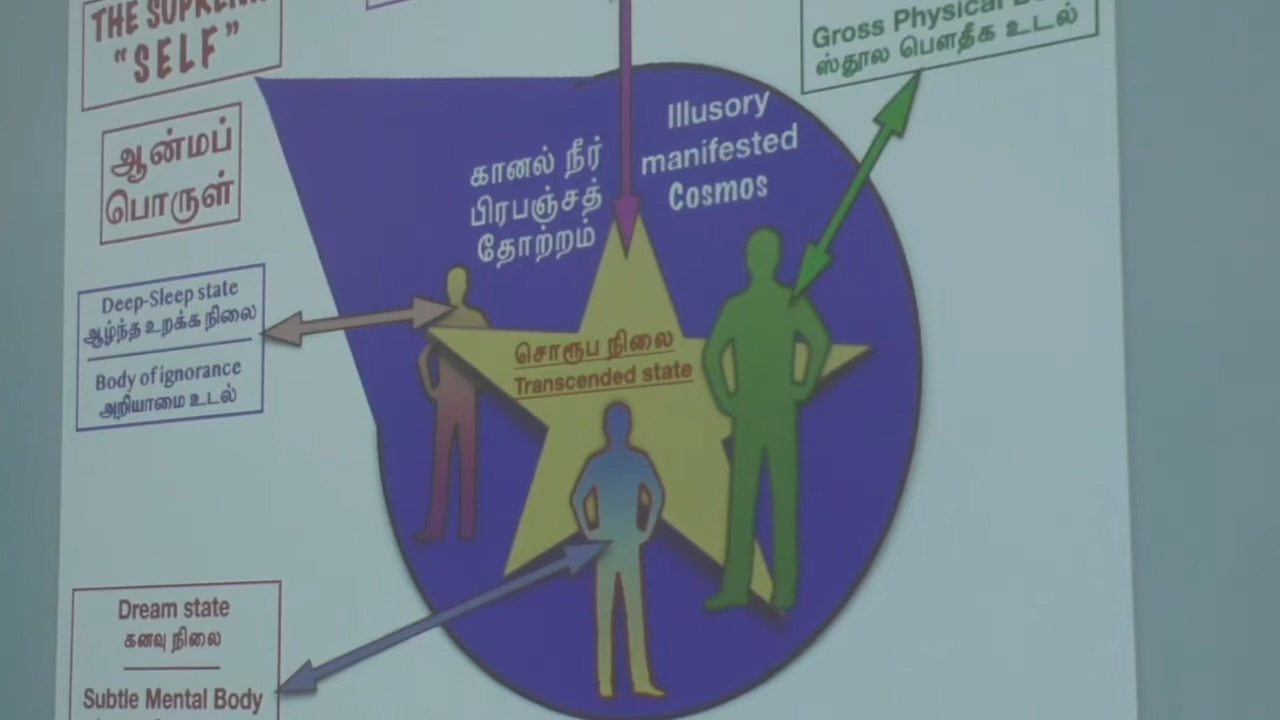 THE
"SELF"
ஆன்மப்
பொருள்
Deep-Sleep state
ஆழ்ந்த உறக்க நிலை
Body of ignorance
அறியாமை உடல்
Dream state
கனவு நிலை
Subtle Mental Body
கானல் நீர்
பிரபஞ்சத்
தோற்றம்
Illusory
manifested
Cosmos
சொரூப நிலை
Transcended state
Gross Physical
ஸ்தூல பௌதீக உடல்